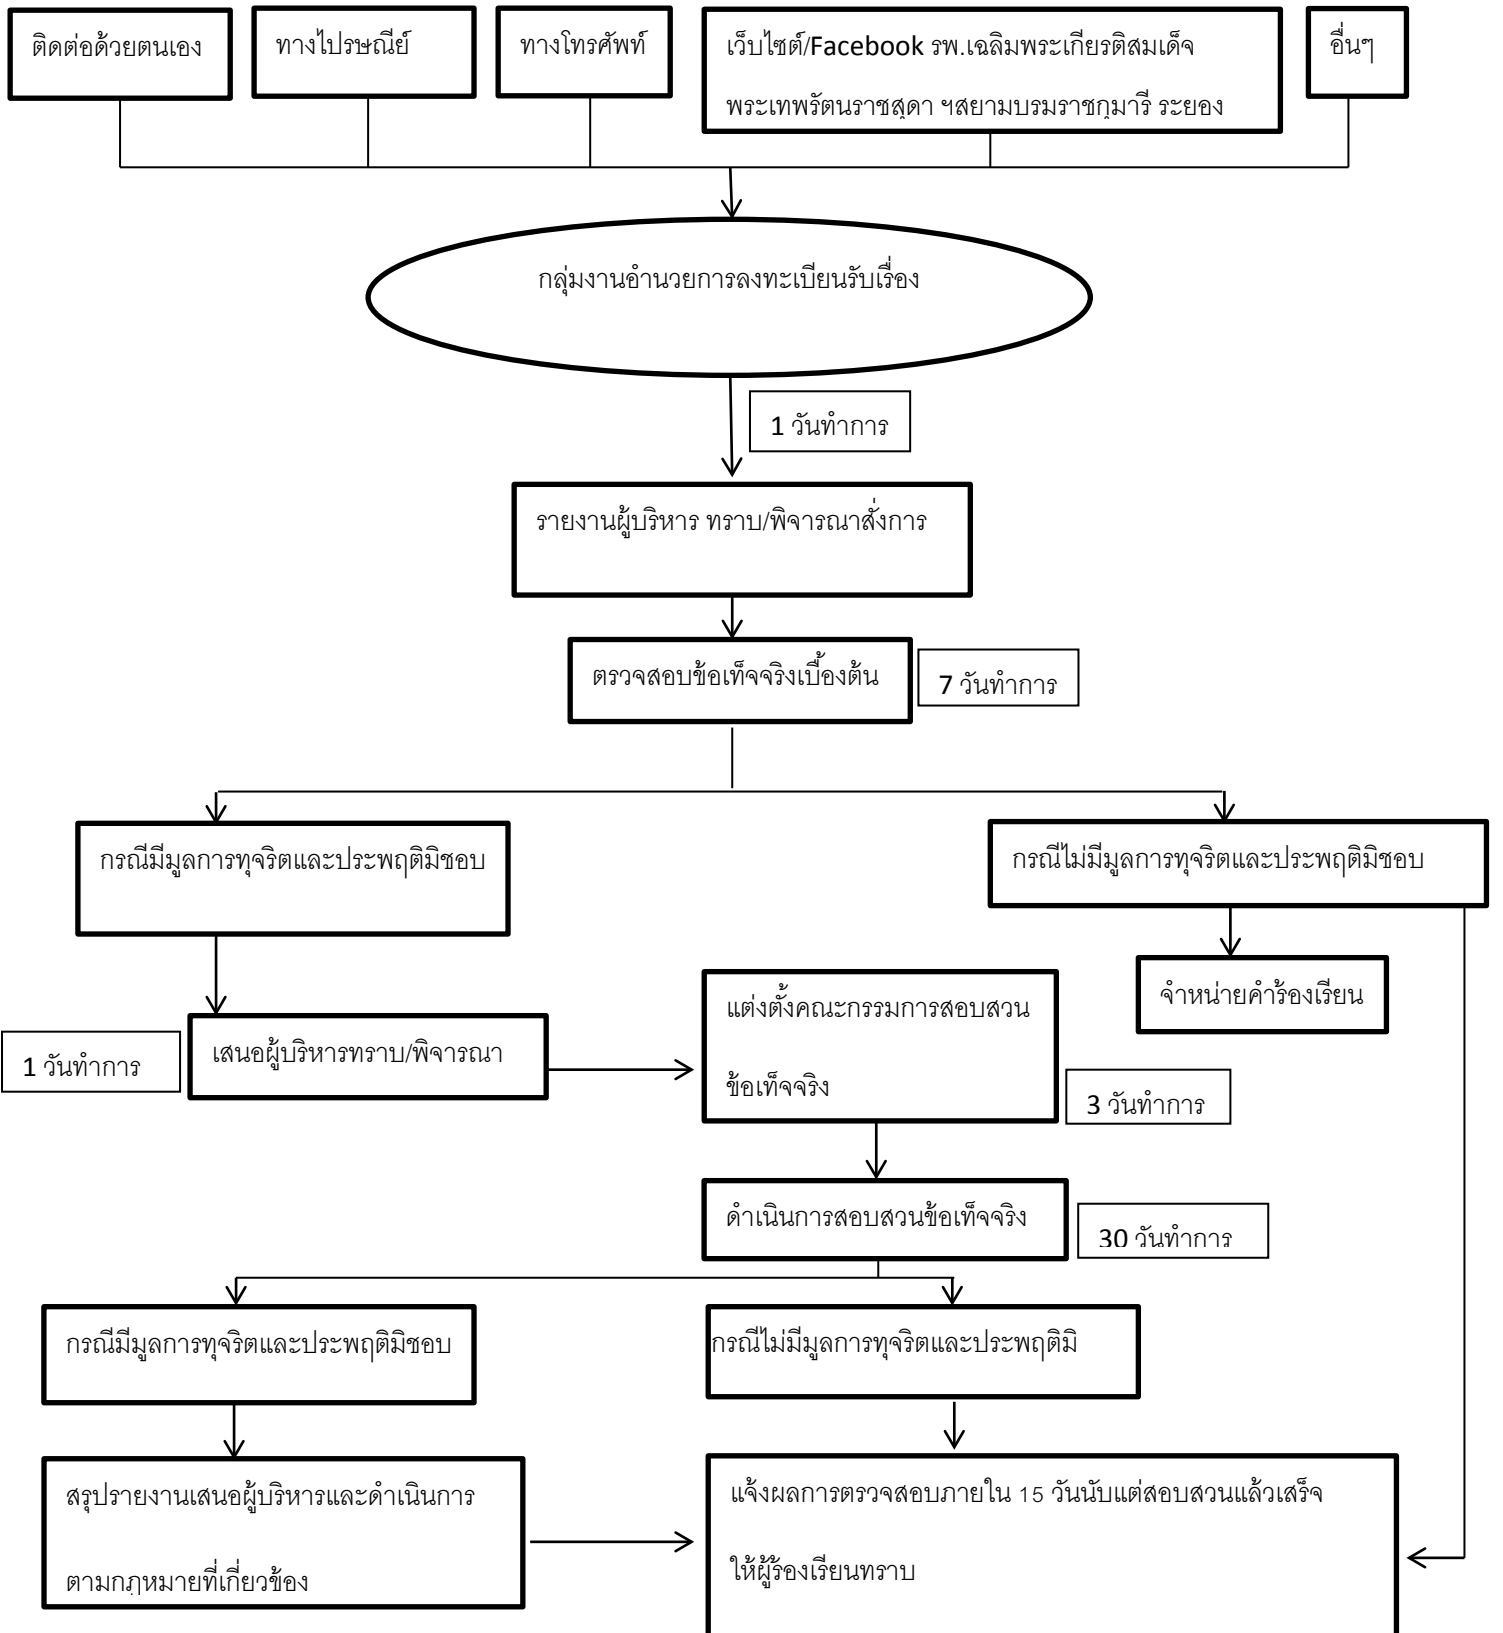 ติดต่อด้วยตนเอง
ทางไปรษณีย์
ทางโทรศัพท์
เว็บไซต์/Facebook รพ.เฉลิมพระเกียรติสมเด็จ
พระเทพรัตนราชสุดา ฯสยามบรมราชกุมารี ระยอง
อื่นๆ
กลุ่มงานอำนวยการลงทะเบียนรับเรื่อง
1 วันทำการ
รายงานผู้บริหาร ทราบ/พิจารณาสั่งการ
ตรวจสอบข้อเท็จจริงเบื้องต้น
7 วันทำการ
กรณีมีมูลการทุจริตและประพฤติมิชอบ
กรณีไม่มีมูลการทุจริตและประพฤติมิชอบ
จำหน่ายคำร้องเรียน
1 วันทำการ
เสนอผู้บริหารทราบ/พิจารณา
แต่งตั้งคณะกรรมการสอบสวน
ข้อเท็จจริง
3 วันทำการ
ดำเนินการสอบสวนข้อเท็จจริง
30 วันทำการ
กรณีมีมูลการทุจริตและประพฤติมิชอบ
กรณีไม่มีมูลการทุจริตและประพฤติมิ
สรุปรายงานเสนอผู้บริหารและดำเนินการ
ตามกฎหมายที่เกี่ยวข้อง
แจ้งผลการตรวจสอบภายใน 15 วันนับแต่สอบสวนแล้วเสร็จ
ให้ผู้ร้องเรียนทราบ